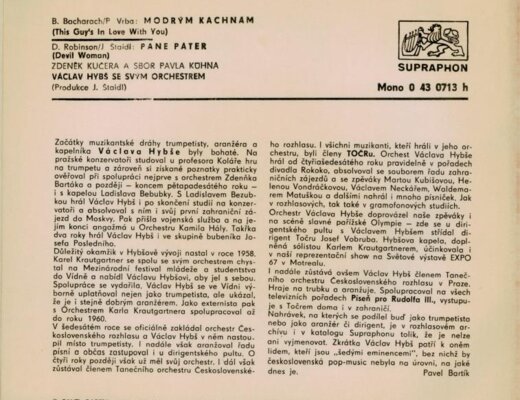 B. Bacharach/P Vrba: MODRÝM KACHNAM
(This Guy's In Love With You)
D. Robinson/J Staidl: PANE PATER
(Devil Woman)
ZDENĚK KUČERA A SBOR PAVLA KÜHNA
VÁCLAV HYBŠ SE SVÝM ORCHESTREM
(Produkce J. Staidl)
SUPRAPHON
Mono 0 43 0713 h
Začátky muzikantské dráhy trumpetisty, aranžéra a
kapelníka Václava Hybše byly bohaté. Na
pražské konzervatoři studoval u profesora Koláře hru
na trumpetu a zároveň si získané poznatky prakticky
ověřoval při spolupráci nejprve s orchestrem Zdeňka
Bartáka a později - koncem pětapadesátého roku -
i s kapelou Ladislava Bebubky. S Ladislavem Bezub-
kou hrál Václav Hybš i po skončení studií na konzer-
vatoři a absolvoval s ním i svůj první zahraniční zá-
jezd do Moskvy. Pak přišla vojenská služba a na je-
jím konci angažmá u Orchestru Kamila Hály. Takřka
dva roky hrál Václav Hybš i ve skupině bubeníka Jo-
sefa Posledního.
Důležitý okamžik v Hybšově vývoji nastal v roce 1958.
Karel Krautgartner se spolu se svým orchestrem chys-
tal na Mezinárodní festival mládeže a studentstva
do Vídně a nabídl Václavu Hybšovi, aby jel s sebou.
Spolupráce se vydařila, Václav Hybš se ve Vídni vý-
borně uplatňoval nejen jako trumpetista, ale ukázal,
že je i stejně dobrým aranžérem. Jako externista pak
s Orchestrem Karla Krautgartnera spolupracoval až
do roku 1960.
V šedesátém roce se oficiálně zakládal orchestr Čes-
koslovenského rozhlasu a Václav Hybš v něm nastou-
pil místo trumpetisty. I nadále však aranžoval řadu
písní a občas zastupoval i u dirigentského pultu. O
čtyři roky později však už měl svůj orchestr. I dál však
zůstával členem Tanečního orchestru Československé-
ho rozhlasu. I všichni muzikanti, kteří hráli v jeho or-
chestru, byli členy TOČRu. Orchest Václava Hybše
hrál od čtyřiašedesátého roku pravidelně v pořadech
divadla Rokoko, absolvoval se souborem řadu zahra-
ničních zájezdů a se zpěváky Martou Kubišovou, He-
lenou Vondráčkovou, Václavem Neckářem, Waldema-
rem Matuškou a dalšími nahrál i mnoho písniček. Jak
v rozhlasových, tak také v gramofonových studiích.
Orchestr Václava Hybše doprovázel naše zpěváky i
na scéně slavné pařížské Olympie – zde se u diri-
gentského pultu s Václavem Hybšem střídal diri-
gent Točru Josef Vobruba. Hybšova kapela, dopl-
něná sólistou Karlem Krautgartnerem, účinkovala i
v naší reprezentační show na Světové výstavě EXPO
67 v Motrealu.
I nadále zůstává ovšem Václav Hybš členem Taneč-
ního orchestru Československého rozhlasu v Praze.
Hraje na trubku a aranžuje. Spolupracoval na všech
televizních pořadech Píseň pro Rudolfa III., vystupu-
je s Točrem doma i v zahraničí.
Nahrávek, na kterých se podílel buď jako trumpetista
nebo jako aranžér či dirigent, je v rozhlasovém ar-
chívu i v katalogu Supraphonu tolik, že je nelze
ani vyjmenovat. Zkrátka Václav Hybš patří k oněm
lidem, kteří jsou „šedými eminencemi", bez nichž by
československá pop-music nebyla na úrovni, na jaké
dnes je.
Pavel Bartík